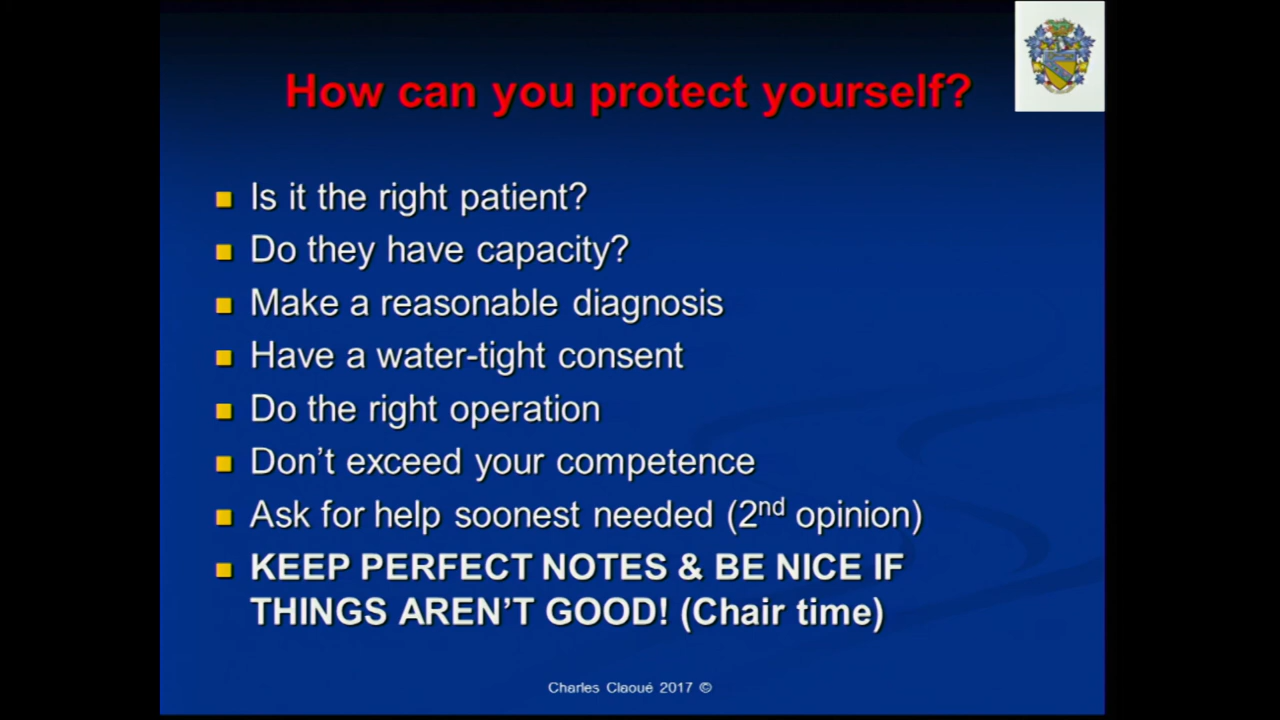 How can you protect yourself?
Is it the right patient?
Do they have capacity?
Make a reasonable diagnosis
Have a water-tight consent
Do the right operation
Don’t exceed your competence
Ask for help soonest needed (2nd opinion)
KEEP PERFECT NOTES & BE NICE IF
THINGS AREN’T GOOD! (Chair time)
Charles Claoué 2017 ©